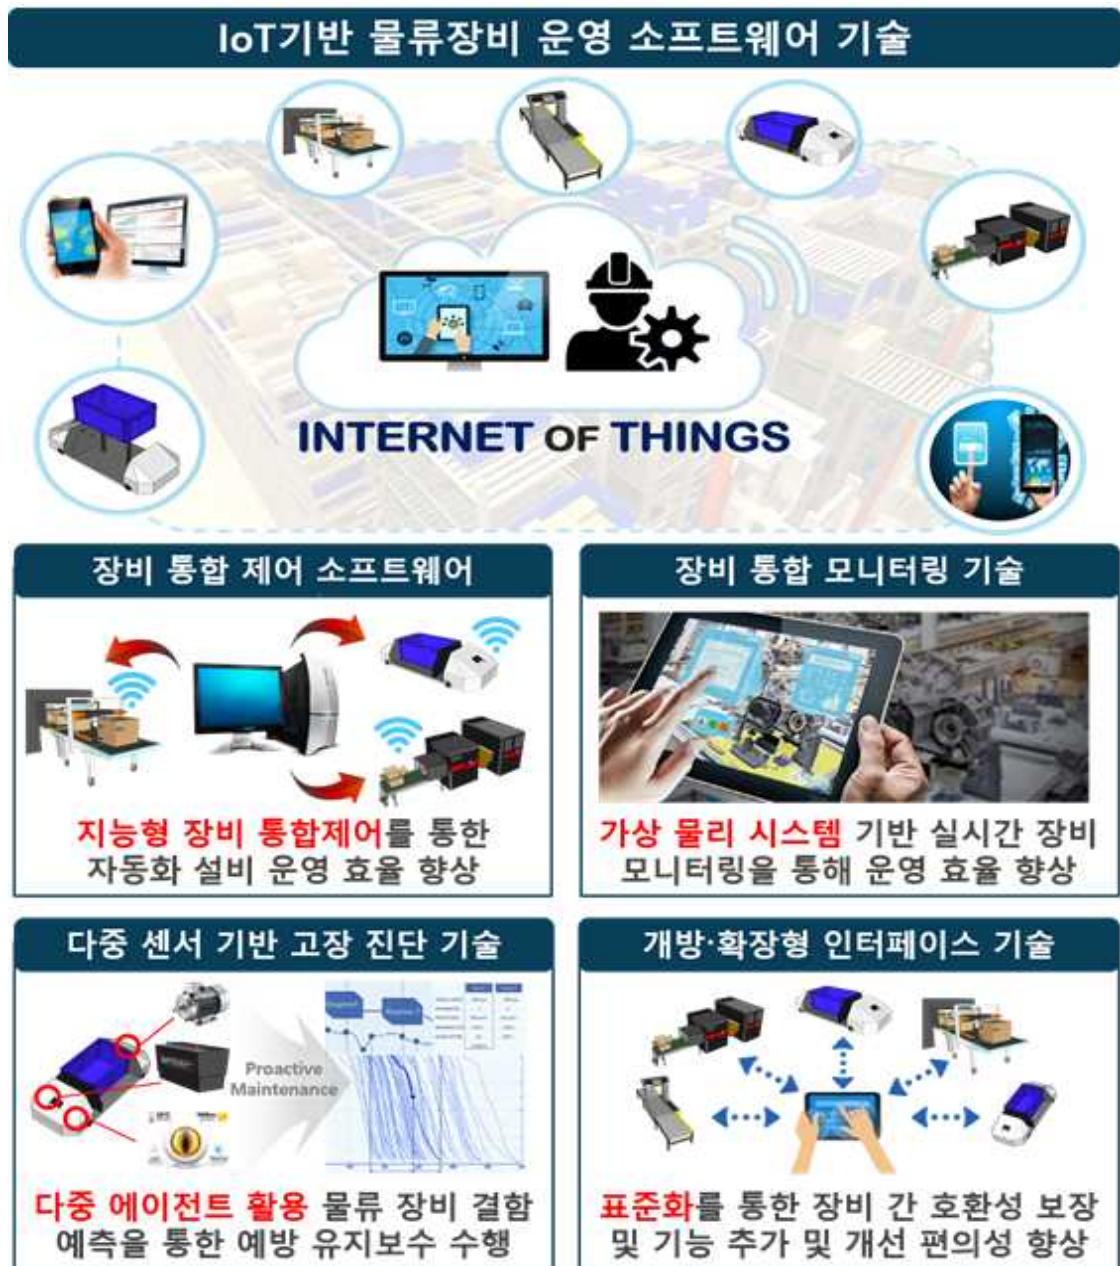 IoT기반 물류장비 운영 소프트웨어 기술
INTERNET OF THINGS
장비 통합 제어 소프트웨어
지능형 장비 통합제어를 통한
자동화 설비 운영 효율 향상
장비 통합 모니터링 기술
가상 물리 시스템 기반 실시간 장비
모니터링을 통해 운영 효율 향상
다중 센서 기반 고장 진단 기술
Proactive
Maintenance
다중 에이전트 활용 물류 장비 결함
예측을 통한 예방 유지보수 수행
개방·확장형 인터페이스 기술
표준화를 통한 장비 간 호환성 보장
및 기능 추가 및 개선 편의성 향상